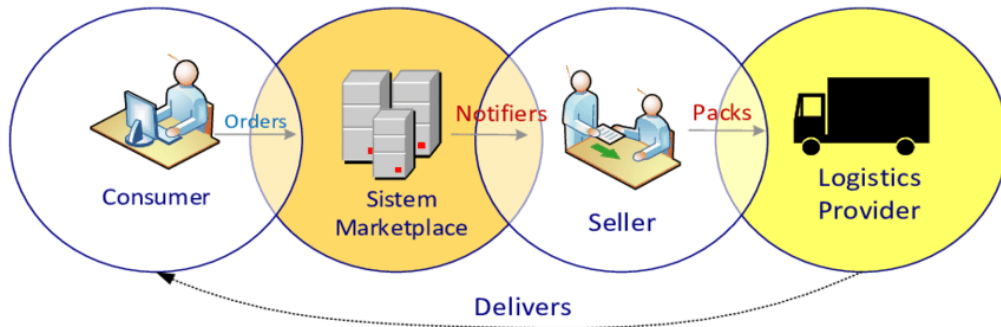 Orders
Notifiers
Packs
Consumer
Sistem
Marketplace
Seller
Logistics
Provider
Delivers